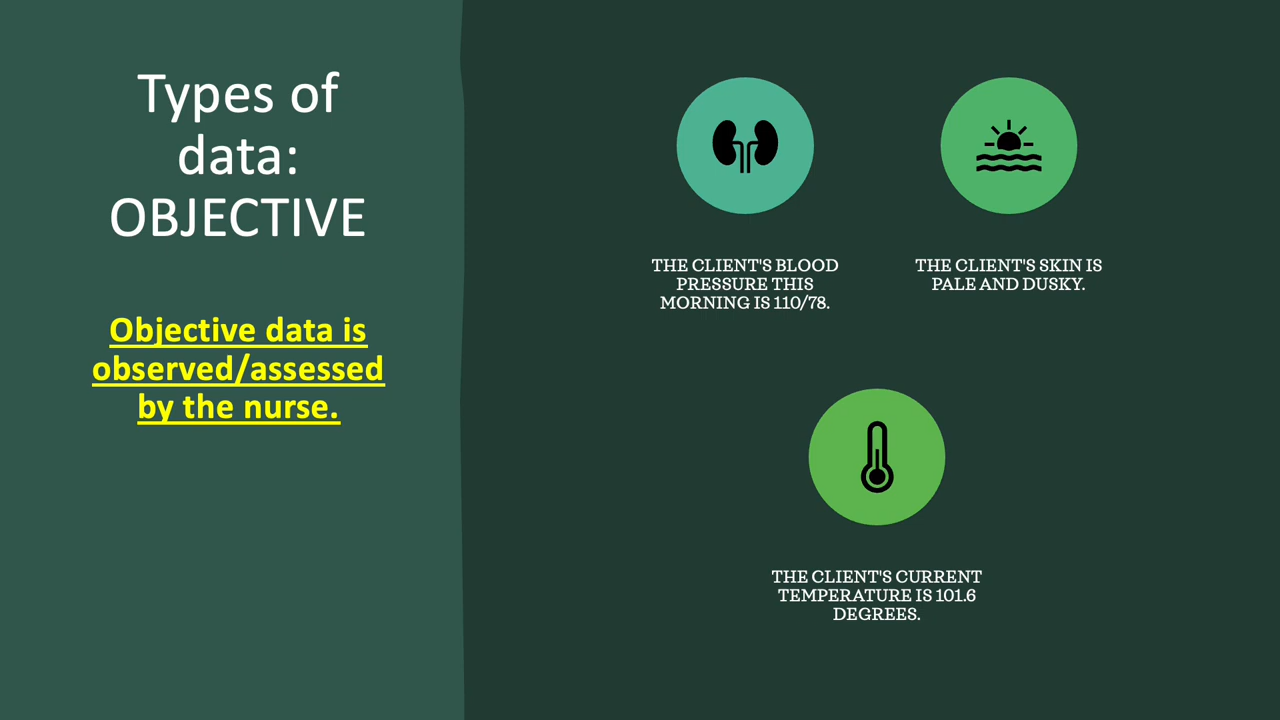 Types of
data:
OBJECTIVE
Objective data is
observed/assessed
by the nurse.
THE CLIENT'S BLOOD
PRESSURE THIS
MORNING IS 110/78.
THE CLIENT'S SKIN IS
PALE AND DUSKY.
THE CLIENT'S CURRENT
TEMPERATURE IS 101.6
DEGREES.